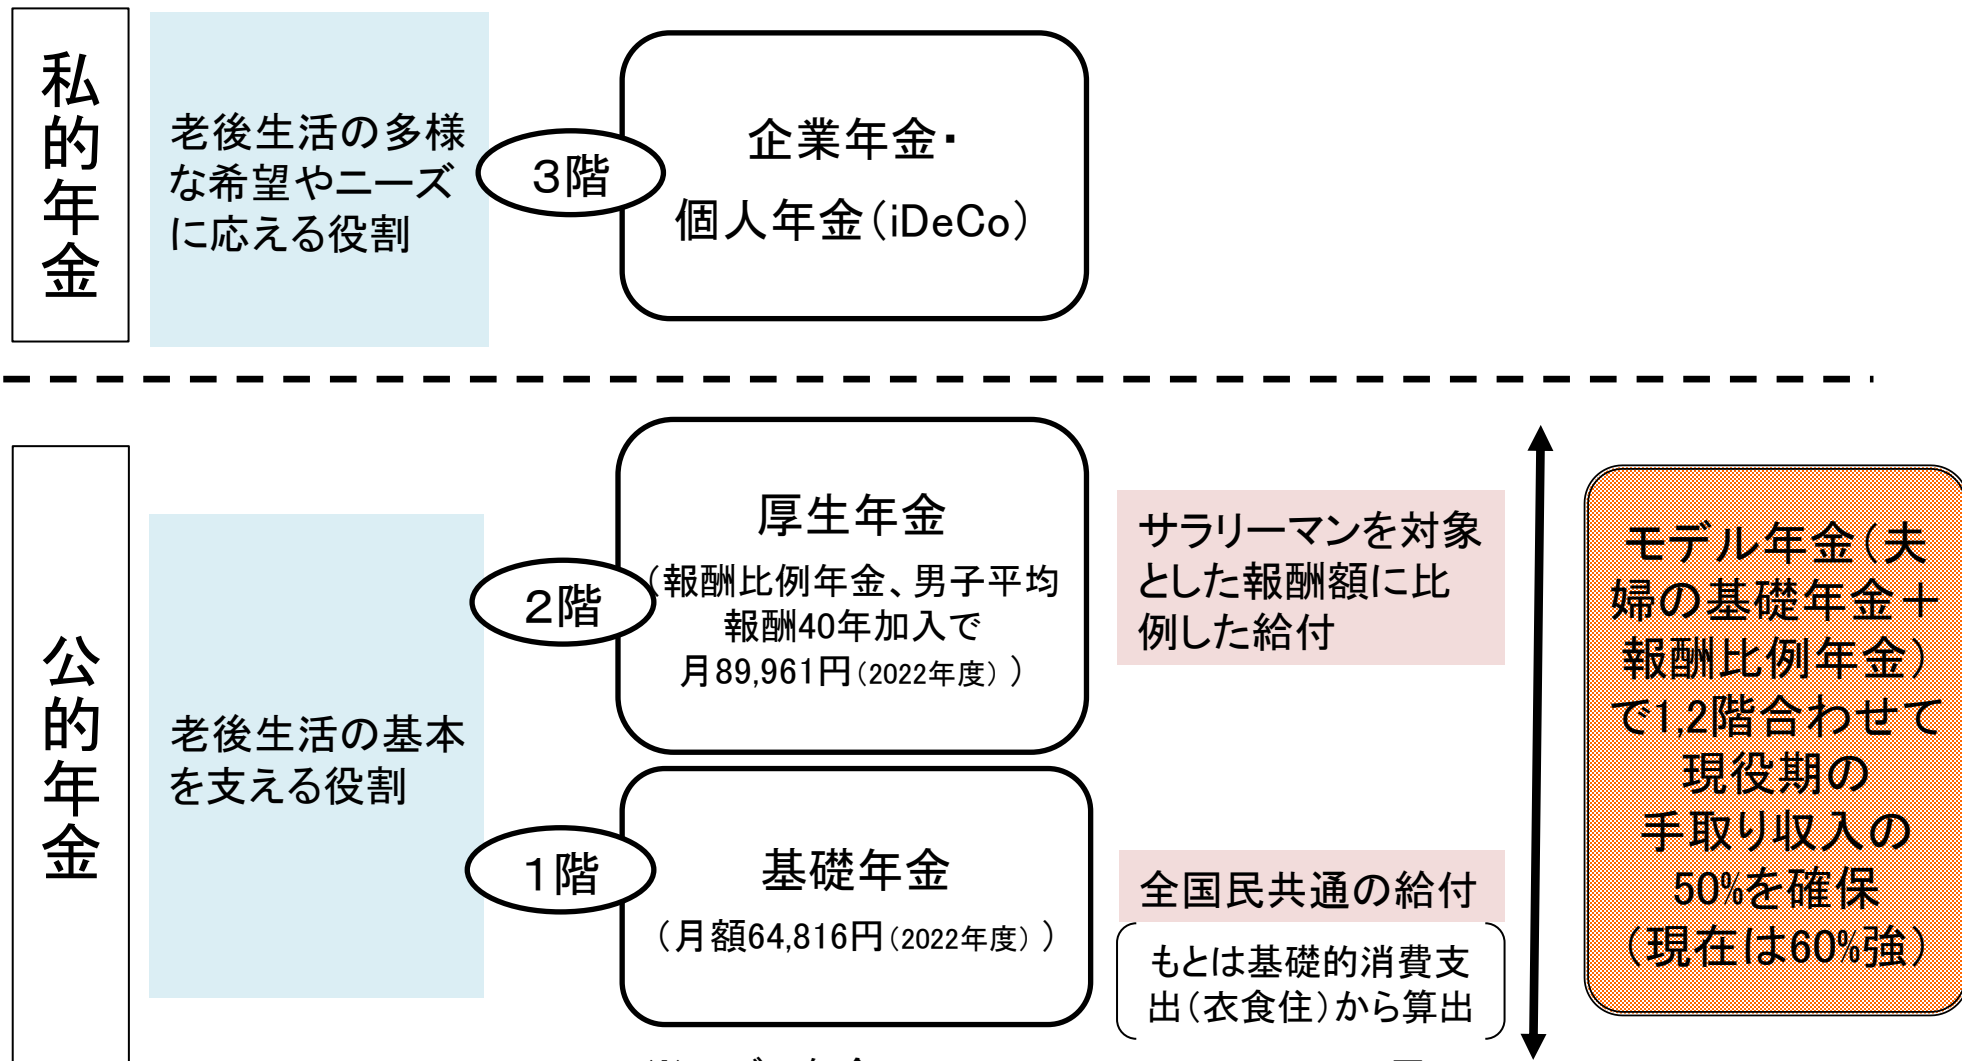 私的年金
老後生活の多様
な希望やニーズ
に応える役割
3階
企業年金・
個人年金(iDeCo)
公的年金
老後生活の基本
を支える役割
2階
厚生年金
(報酬比例年金、男子平均
報酬40年加入で
月89,961円(2022年度))
サラリーマンを対象
とした報酬額に比
例した給付
1階
基礎年金
(月額64,816円(2022年度))
全国民共通の給付
もとは基礎的消費支
出(衣食住)から算出
モデル年金(夫
婦の基礎年金+
報酬比例年金)
で1,2階合わせて
現役期の
手取り収入の
50%を確保
(現在は60%強)